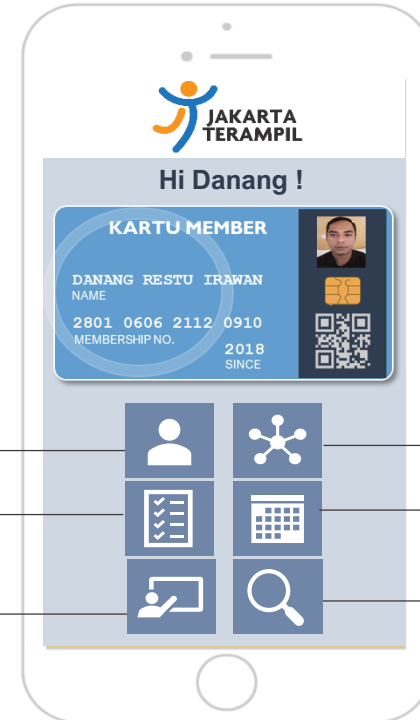 JAKARTA
TERAMPIL
Hi Danang !
KARTU MEMBER
DANANG RESTU IRAWAN
NAME
2801 0606 2112 0910
MEMBERSHIP NO.
2018
SINCE